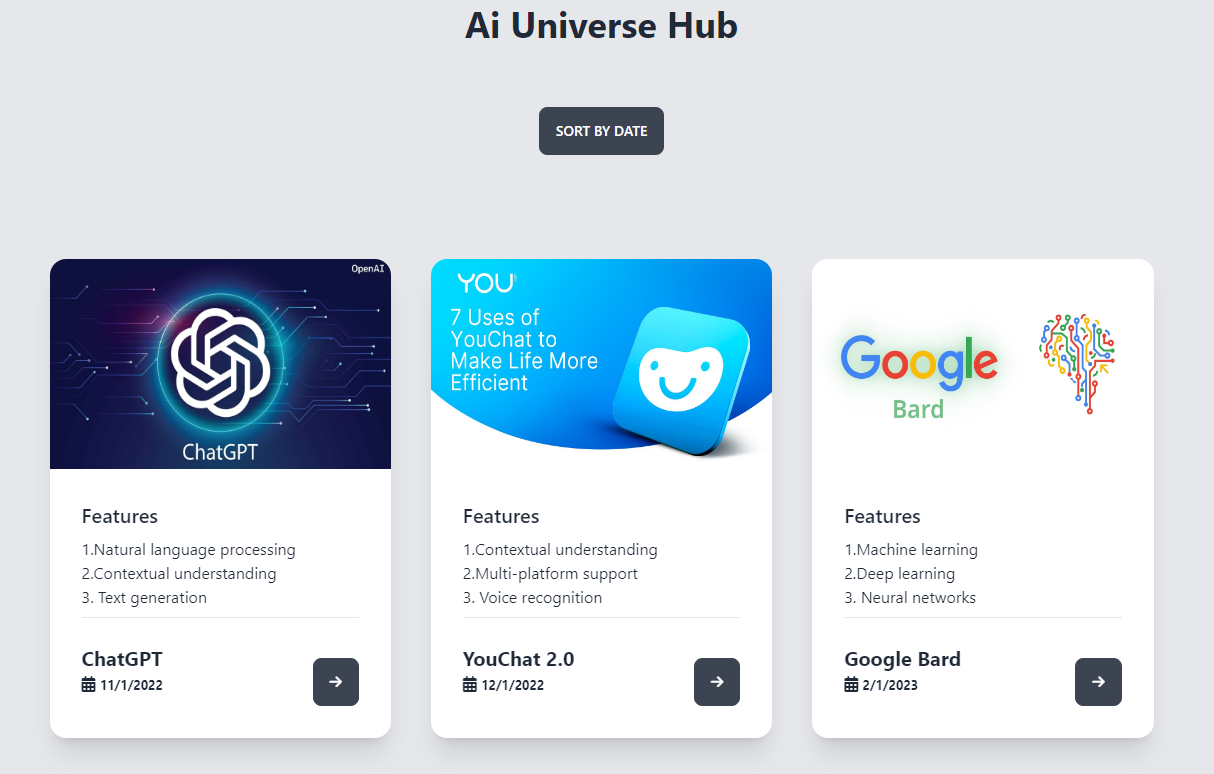 Ai Universe Hub
SORT BY DATE
OpenAI
ChatGPT
Features
1.Natural language processing
2.Contextual understanding
3. Text generation
ChatGPT
11/1/2022
YOU
7 Uses of
YouChat to
Make Life More
Efficient
Features
1.Contextual understanding
2.Multi-platform support
3. Voice recognition
YouChat 2.0
12/1/2022
Google
Bard
Features
1.Machine learning
2.Deep learning
3. Neural networks
Google Bard
2/1/2023